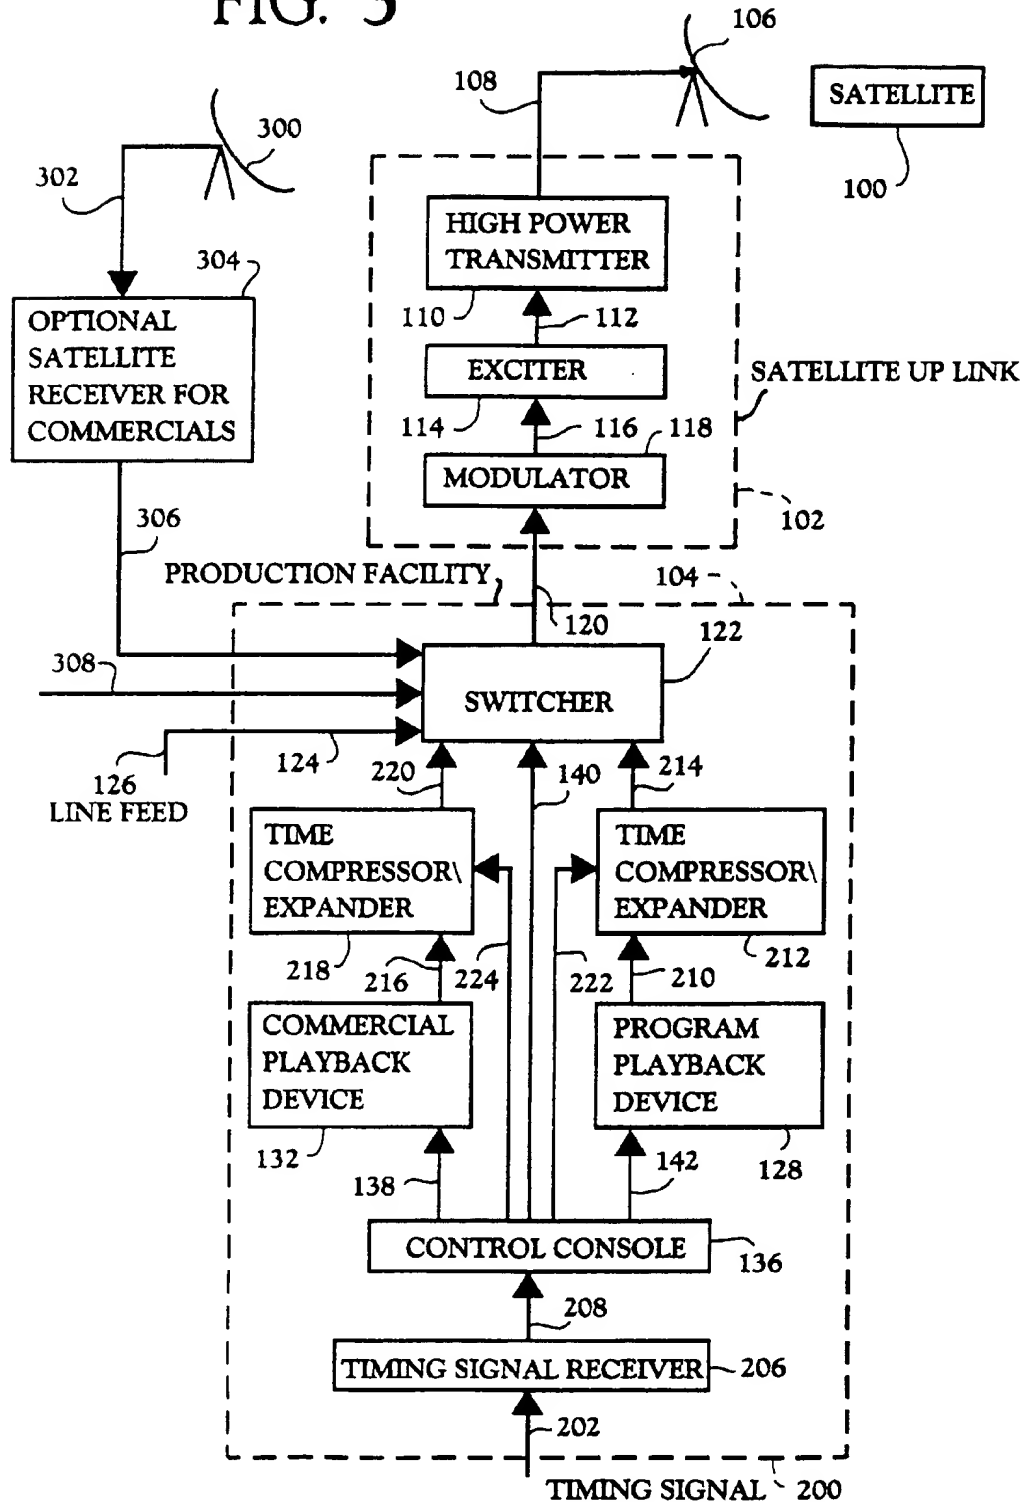 FIG. 3
106
108
SATELLITE
300
100
302
HIGH POWER
TRANSMITTER
304
110
112
OPTIONAL
SATELLITE
RECEIVER FOR
COMMERCIALS
EXCITER
SATELLITE UP LINK
114
116
118
MODULATOR
102
306
PRODUCTION FACILITY
104
120
122
308
SWITCHER
124
126
LINE FEED
220
140
214
TIME
COMPRESSOR\
EXPANDER
TIME
COMPRESSOR\
EXPANDER
218
216
224
222
210
212
COMMERCIAL
PLAYBACK
DEVICE
PROGRAM
PLAYBACK
DEVICE
132
138
142
128
CONTROL CONSOLE
136
208
TIMING SIGNAL RECEIVER
206
202
TIMING SIGNAL
200